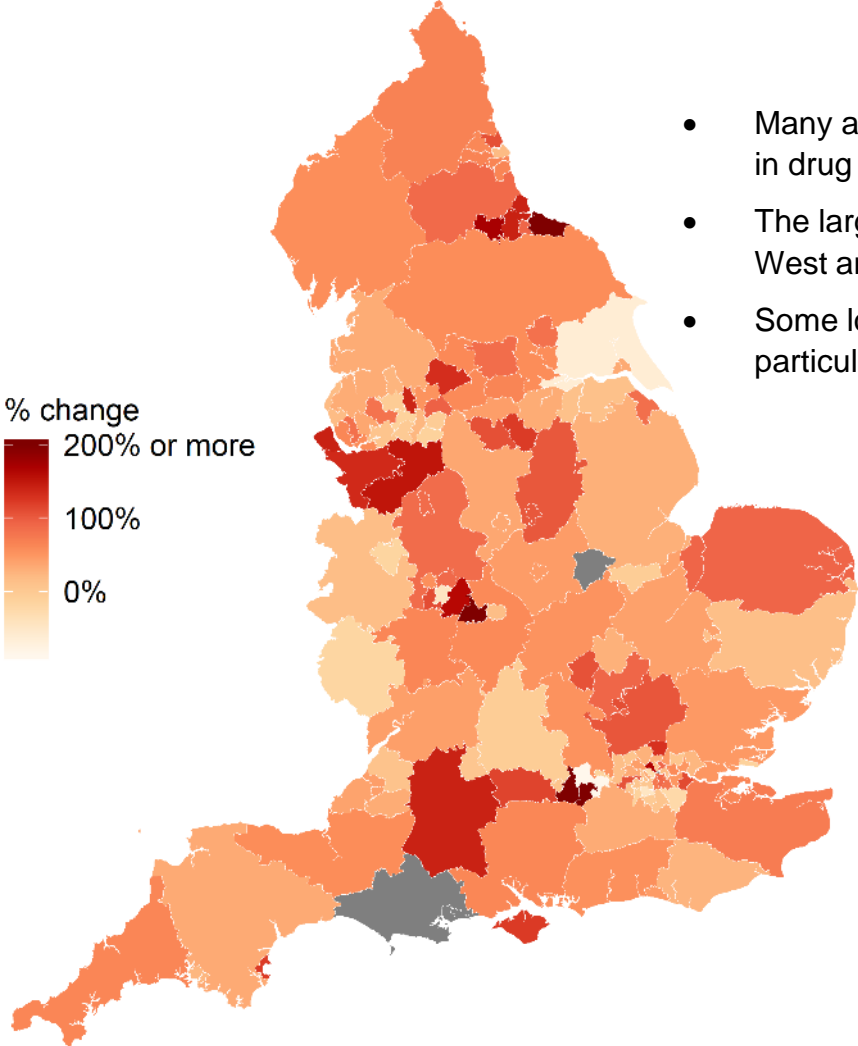 • Many a
in drug
• The larg
West ar
• Some lo
particul
% change
200% or more
100%
0%